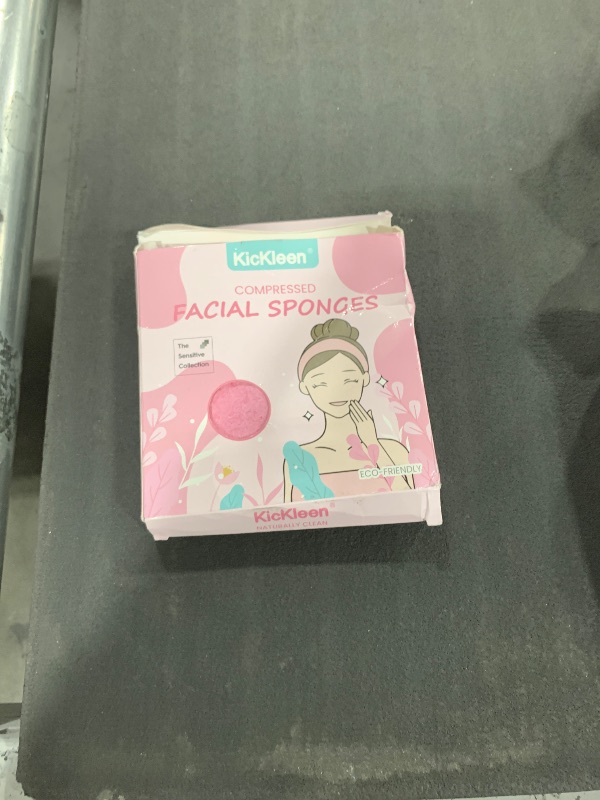 KicKleen®
COMPRESSED
FACIAL SPONGES
The
Sensitive
Collection
ECO-FRIENDLY
KicKleen®
NATURALLY CLEAN